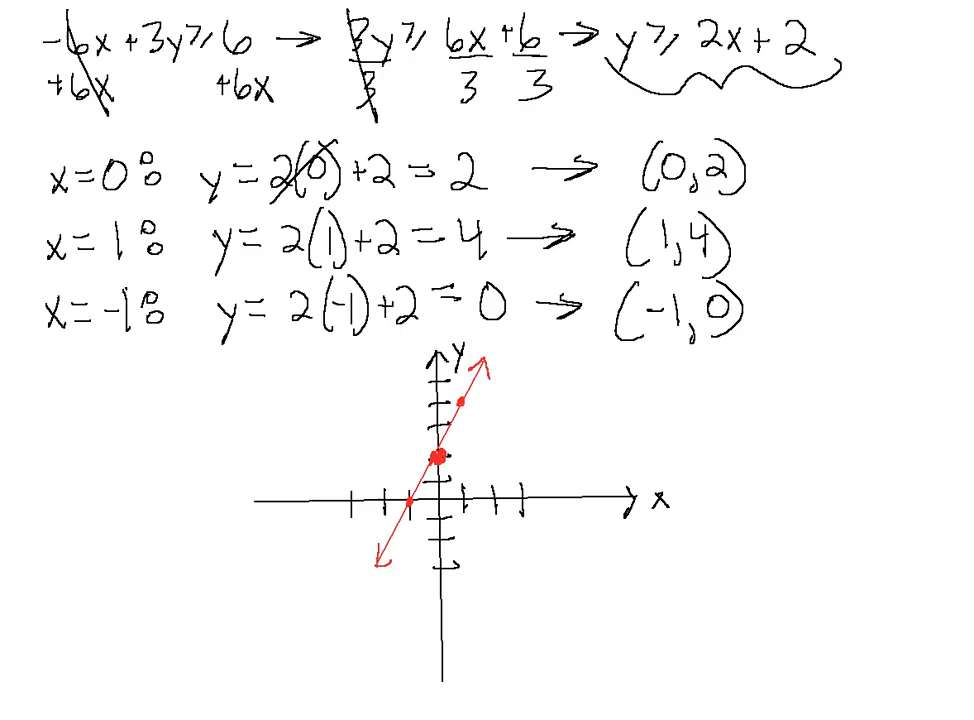 -6x + 3y ≥ 6 → 3y ≥ 6x + 6 → y ≥ 2x + 2
+6x +6x 3 3 3
x = 0: y = 2(0) + 2 = 2 → (0,2)
x = 1: y = 2(1) + 2 = 4 → (1,4)
x = -1: y = 2(-1) + 2 = 0 → (-1,0)
y
x